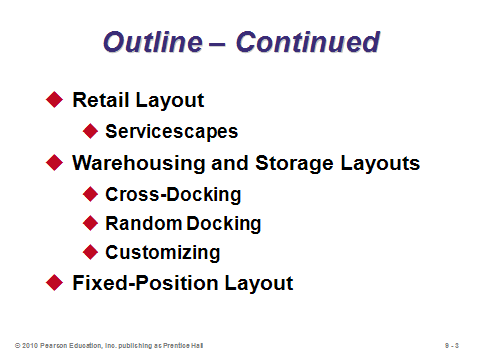 Outline – Continued
Retail Layout
Servicescapes
Warehousing and Storage Layouts
Cross-Docking
Random Docking
Customizing
Fixed-Position Layout
© 2010 Pearson Education, Inc. publishing as Prentice Hall
9 - 3